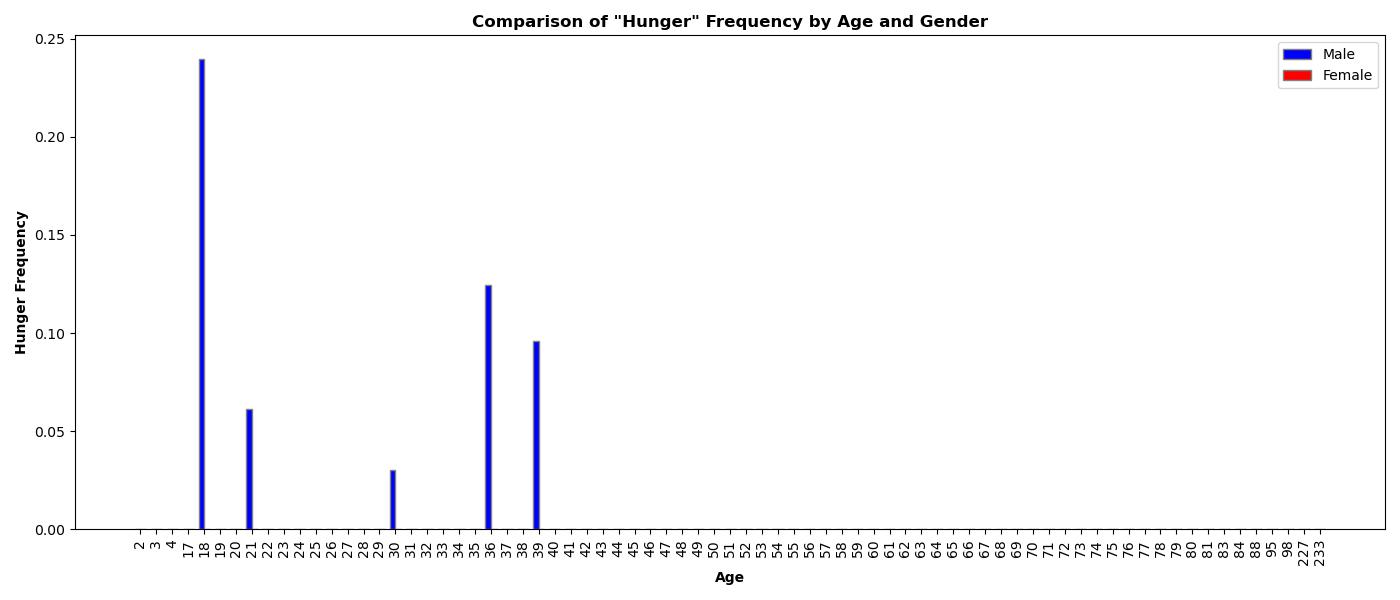 Comparison of "Hunger" Frequency by Age and Gender
Male
Female
Hunger Frequency
0.25
0.20
0.15
0.10
0.05
0.00
2 3 4 17 18 19 20 21 22 23 24 25 26 27 28 29 30 31 32 33 34 35 36 37 38 39 40 41 42 43 44 45 46 47 48 49 50 51 52 53 54 55 56 57 58 59 60 61 62 63 64 65 66 67 68 69 70 71 72 73 74 75 76 77 78 79 80 81 83 84 88 95 98 227 233
Age